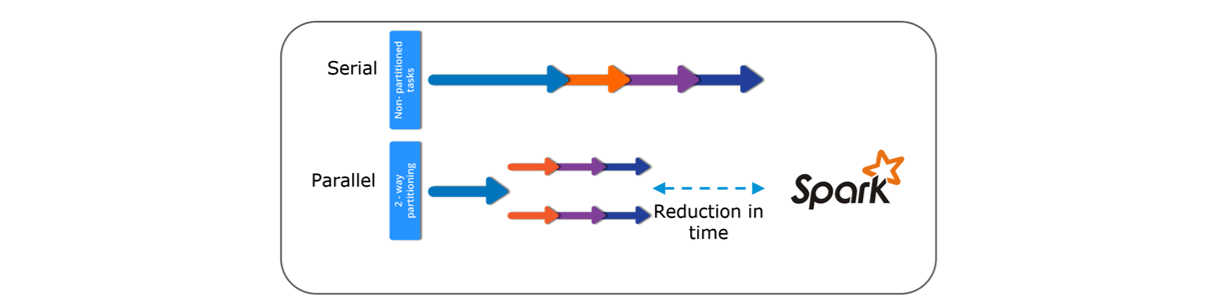 Serial
Non- partitioned
tasks
Parallel
2 - way
partitioning
Reduction in
time
Spark